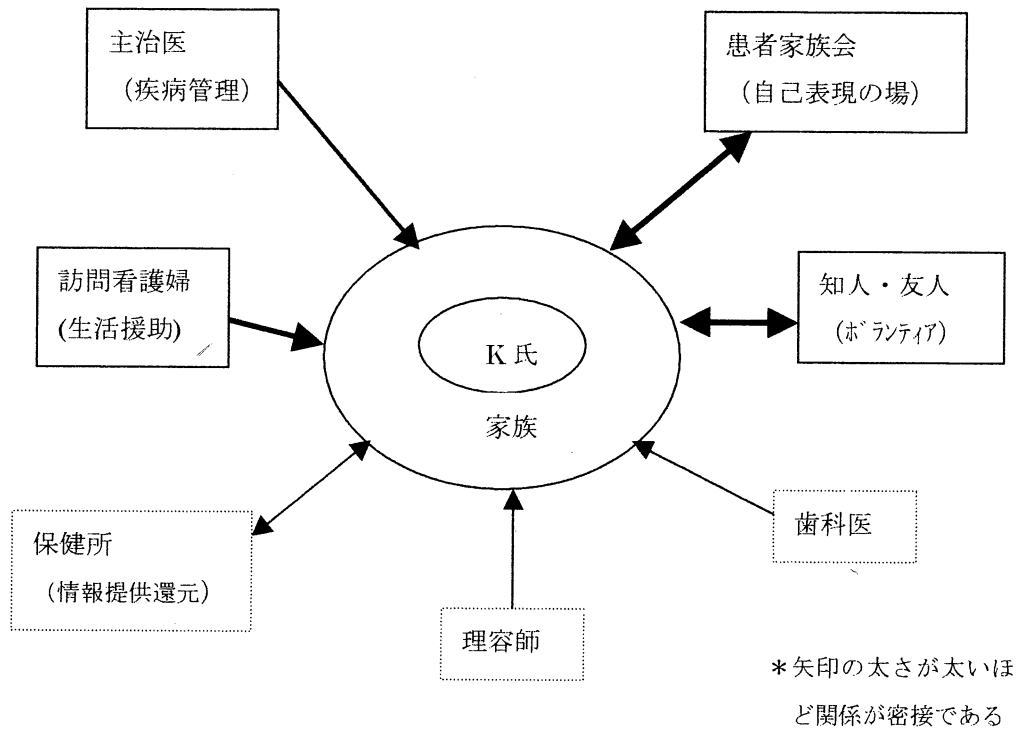 主治医
（疾病管理）
患者家族会
（自己表現の場）
訪問看護婦
(生活援助)
知人・友人
（ﾎﾞﾗﾝﾃｨｱ）
K 氏
家族
保健所
（情報提供還元）
歯科医
理容師
＊矢印の太さが太いほ
ど関係が密接である